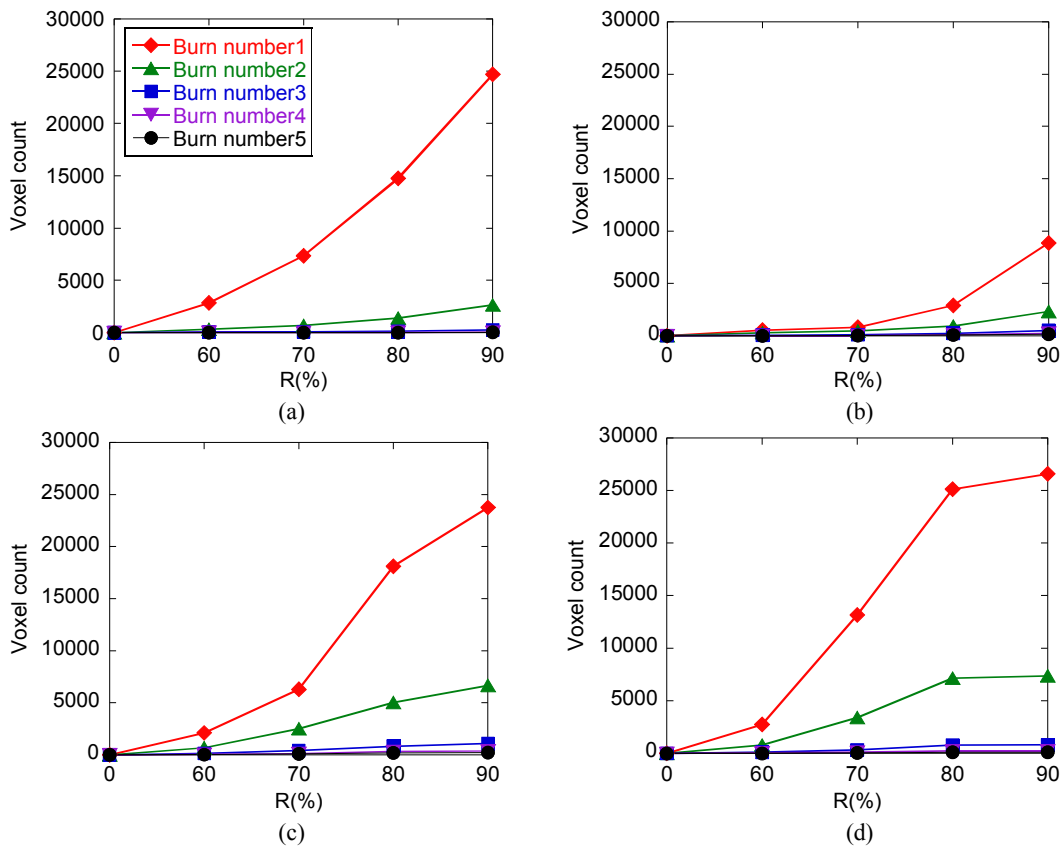 30000
25000
20000
15000
10000
5000
0
Voxel count
Burn number1
Burn number2
Burn number3
Burn number4
Burn number5
0 60 70 80 90
R(%)
(a)
30000
25000
20000
15000
10000
5000
0
Voxel count
0 60 70 80 90
R(%)
(b)
30000
25000
20000
15000
10000
5000
0
Voxel count
0 60 70 80 90
R(%)
(c)
30000
25000
20000
15000
10000
5000
0
Voxel count
0 60 70 80 90
R(%)
(d)